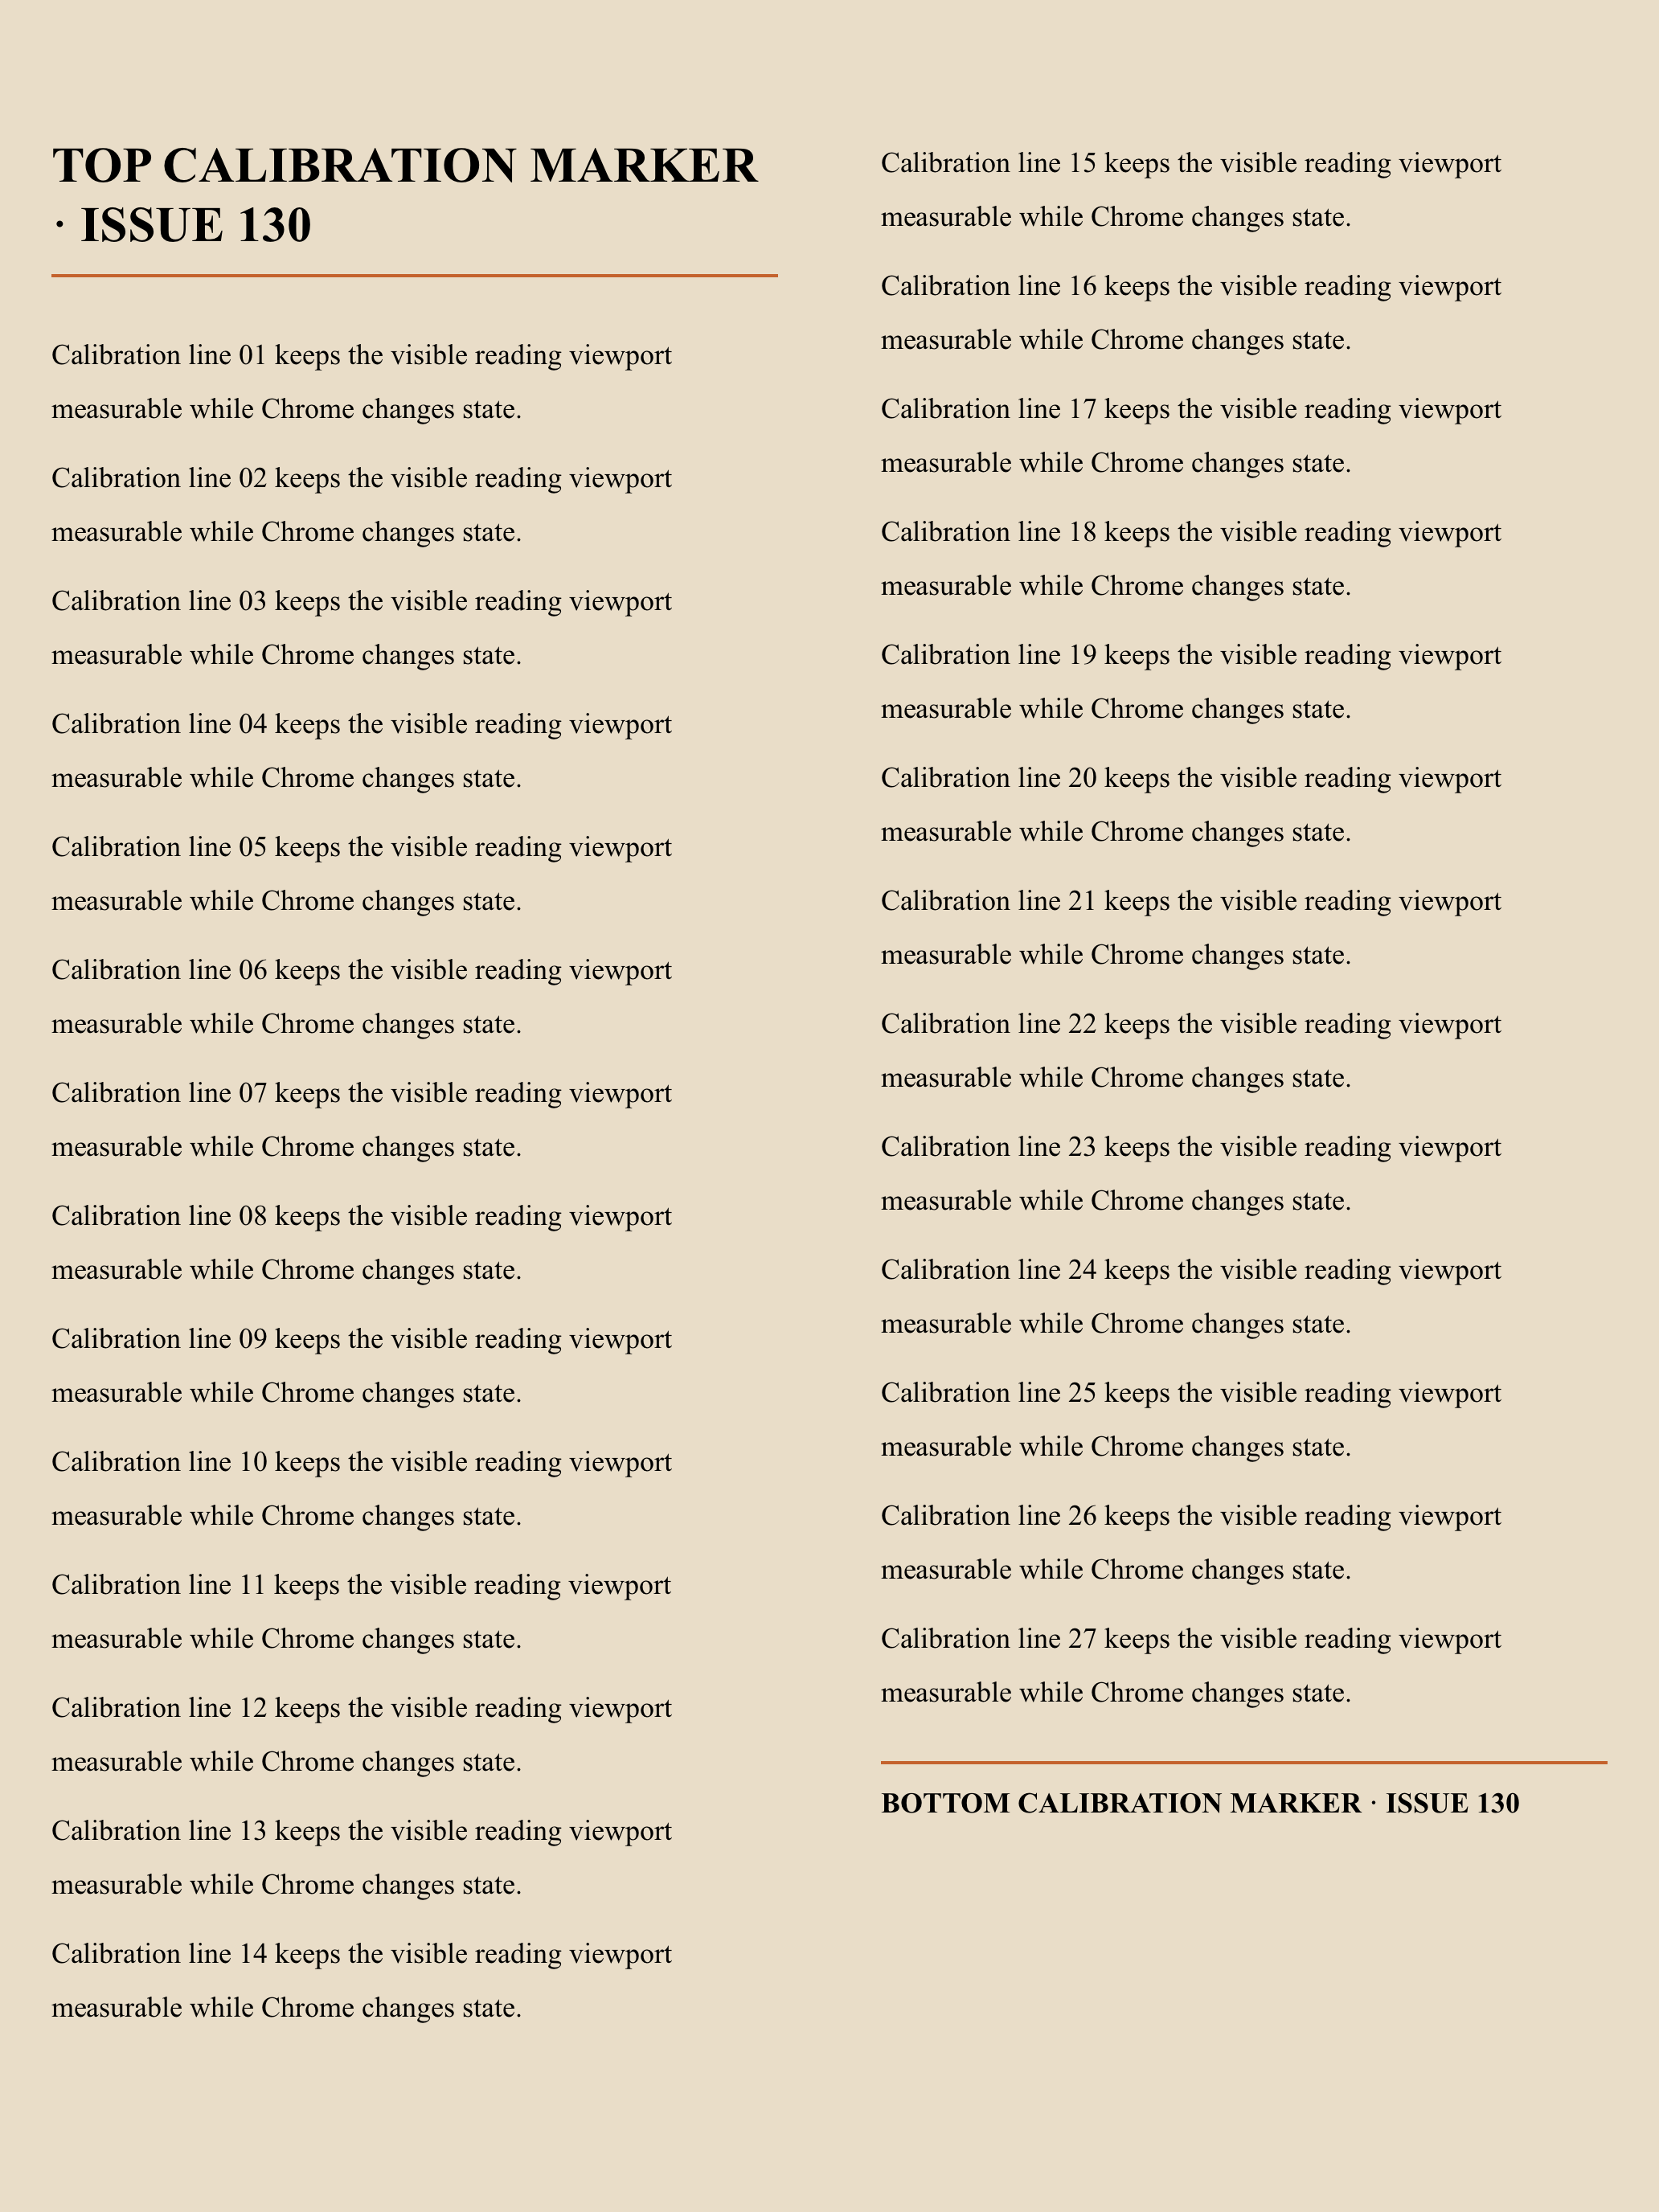 TOP CALIBRATION MARKER
· ISSUE 130
Calibration line 01 keeps the visible reading viewport
measurable while Chrome changes state.
Calibration line 02 keeps the visible reading viewport
measurable while Chrome changes state.
Calibration line 03 keeps the visible reading viewport
measurable while Chrome changes state.
Calibration line 04 keeps the visible reading viewport
measurable while Chrome changes state.
Calibration line 05 keeps the visible reading viewport
measurable while Chrome changes state.
Calibration line 06 keeps the visible reading viewport
measurable while Chrome changes state.
Calibration line 07 keeps the visible reading viewport
measurable while Chrome changes state.
Calibration line 08 keeps the visible reading viewport
measurable while Chrome changes state.
Calibration line 09 keeps the visible reading viewport
measurable while Chrome changes state.
Calibration line 10 keeps the visible reading viewport
measurable while Chrome changes state.
Calibration line 11 keeps the visible reading viewport
measurable while Chrome changes state.
Calibration line 12 keeps the visible reading viewport
measurable while Chrome changes state.
Calibration line 13 keeps the visible reading viewport
measurable while Chrome changes state.
Calibration line 14 keeps the visible reading viewport
measurable while Chrome changes state.
Calibration line 15 keeps the visible reading viewport
measurable while Chrome changes state.
Calibration line 16 keeps the visible reading viewport
measurable while Chrome changes state.
Calibration line 17 keeps the visible reading viewport
measurable while Chrome changes state.
Calibration line 18 keeps the visible reading viewport
measurable while Chrome changes state.
Calibration line 19 keeps the visible reading viewport
measurable while Chrome changes state.
Calibration line 20 keeps the visible reading viewport
measurable while Chrome changes state.
Calibration line 21 keeps the visible reading viewport
measurable while Chrome changes state.
Calibration line 22 keeps the visible reading viewport
measurable while Chrome changes state.
Calibration line 23 keeps the visible reading viewport
measurable while Chrome changes state.
Calibration line 24 keeps the visible reading viewport
measurable while Chrome changes state.
Calibration line 25 keeps the visible reading viewport
measurable while Chrome changes state.
Calibration line 26 keeps the visible reading viewport
measurable while Chrome changes state.
Calibration line 27 keeps the visible reading viewport
measurable while Chrome changes state.
BOTTOM CALIBRATION MARKER · ISSUE 130